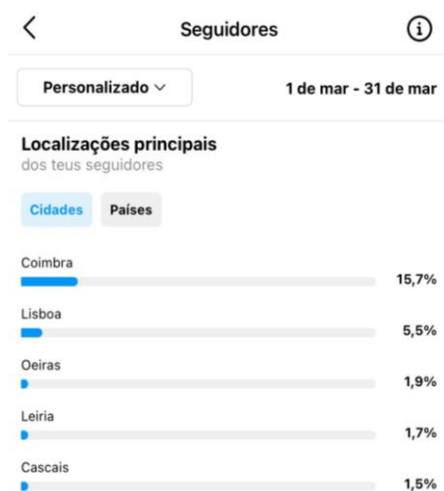 Seguidores
Personalizado
1 de mar - 31 de mar
Localizações principais
dos teus seguidores
Cidades
Países
Coimbra
15,7%
Lisboa
5,5%
Oeiras
1,9%
Leiria
1,7%
Cascais
1,5%